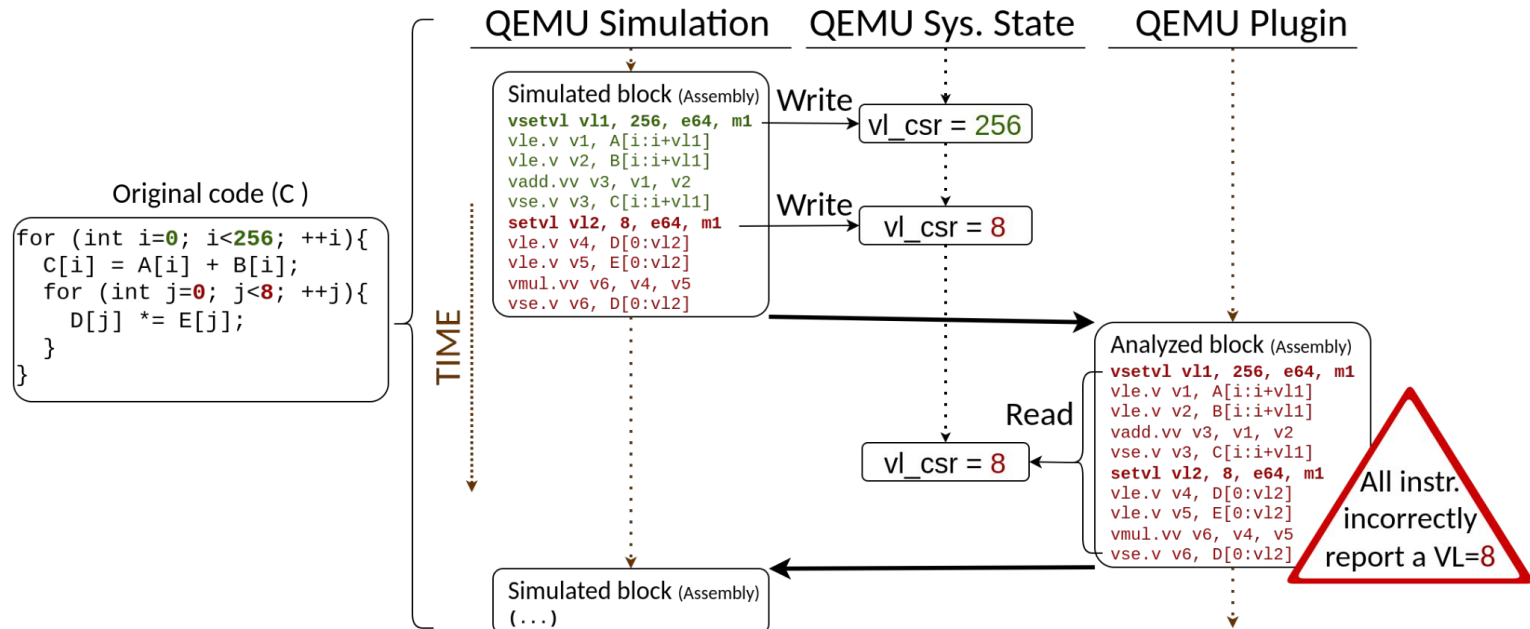 QEMU Simulation
QEMU Sys. State
QEMU Plugin
Original code (C )
for (int i=0; i<256; ++i){
C[i] = A[i] + B[i];
for (int j=0; j<8; ++j){
D[j] *= E[j];
}
}
TIME
Simulated block (Assembly)
vsetvl vl1, 256, e64, m1
vle.v v1, A[i:i+vl1]
vle.v v2, B[i:i+vl1]
vadd.vv v3, v1, v2
vse.v v3, C[i:i+vl1]
setvl vl2, 8, e64, m1
vle.v v4, D[0:vl2]
vle.v v5, E[0:vl2]
vmul.vv v6, v4, v5
vse.v v6, D[0:vl2]
Write
vl_csr = 256
Write
vl_csr = 8
Analyzed block (Assembly)
vsetvl vl1, 256, e64, m1
vle.v v1, A[i:i+vl1]
vle.v v2, B[i:i+vl1]
vadd.vv v3, v1, v2
vse.v v3, C[i:i+vl1]
setvl vl2, 8, e64, m1
vle.v v4, D[0:vl2]
vle.v v5, E[0:vl2]
vmul.vv v6, v4, v5
vse.v v6, D[0:vl2]
Read
vl_csr = 8
All instr.
incorrectly
report a VL=8
Simulated block (Assembly)
(...)